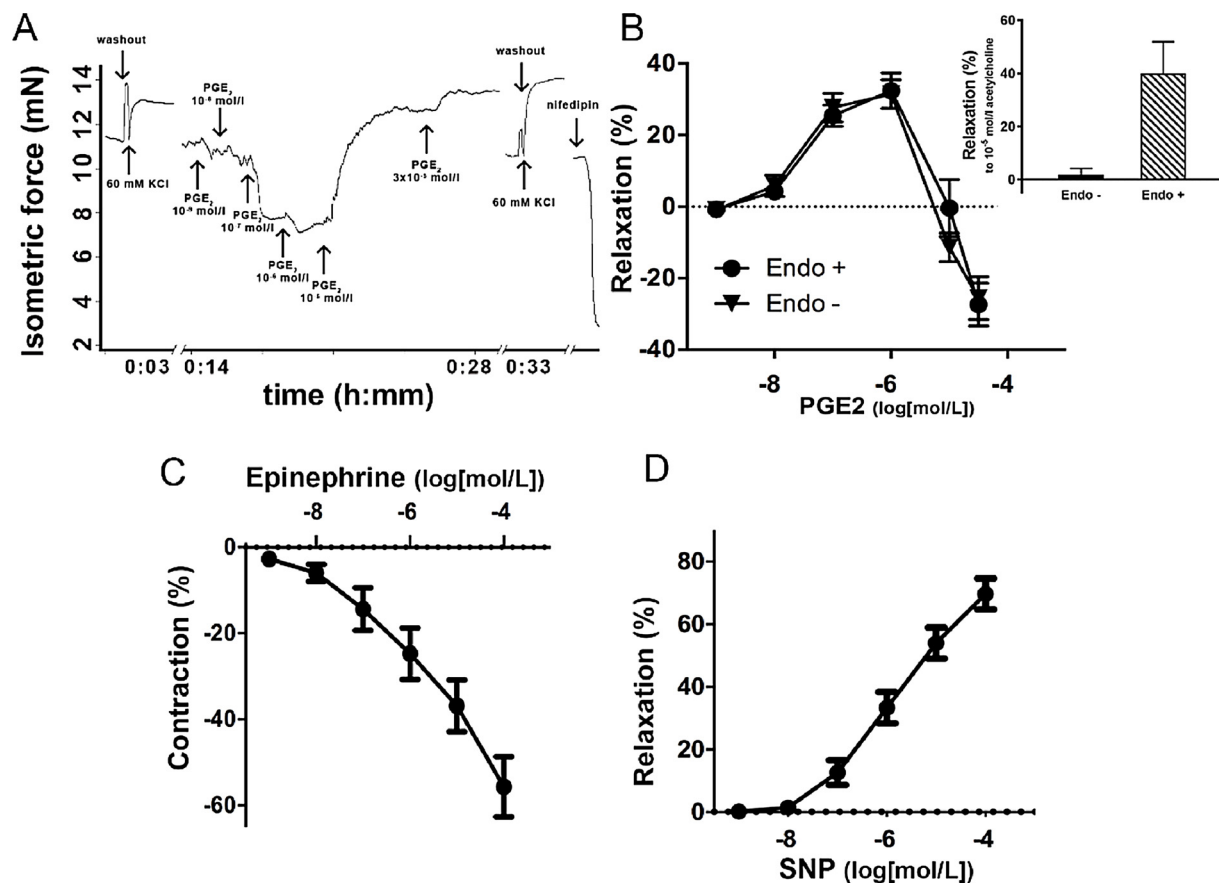 A
Isometric force (mN)
14
12
10
8
6
4
2
washout
60 mM KCl
PGE2
10-8 mol/l
PGE2
10-9 mol/l
PGE2
10-7 mol/l
PGE2
10-6 mol/l
PGE2
10-5 mol/l
PGE2
3x10-5 mol/l
washout
60 mM KCl
nifedipin
0:03
0:14
0:28
0:33
time (h:mm)
B
Relaxation (%)
40
20
0
-20
-40
Endo +
Endo -
-8
-6
-4
PGE2 (log[mol/L])
Relaxation (%)
to 10-5 mol/l acetylcholine
60
40
20
0
Endo -
Endo +
C
Epinephrine (log[mol/L])
-8
-6
-4
Contraction (%)
0
-20
-40
-60
D
Relaxation (%)
80
60
40
20
0
-8
-6
-4
SNP (log[mol/L])